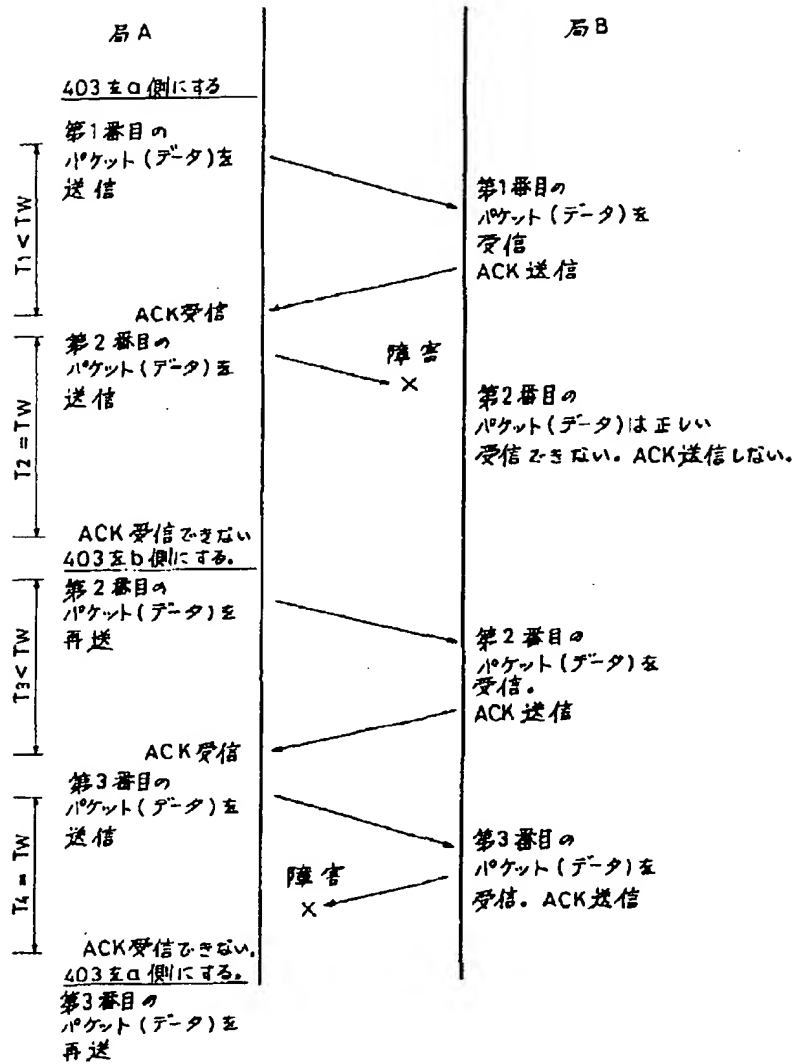 局A
局B
403をa側にする
第1番目の
パケット(データ)を
送信
T1<TW
第1番目の
パケット(データ)を
受信
ACK送信
ACK受信
第2番目の
パケット(データ)を
送信
T2=TW
障害
×
第2番目の
パケット(データ)は正しい
受信できない。ACK送信しない。
ACK受信できない
403をb側にする。
第2番目の
パケット(データ)を
再送
T3<TW
第2番目の
パケット(データ)を
受信。
ACK送信
ACK受信
第3番目の
パケット(データ)を
送信
T4=TW
第3番目の
パケット(データ)を
受信。ACK送信
障害
×
ACK受信できない。
403をa側にする。
第3番目の
パケット(データ)を
再送